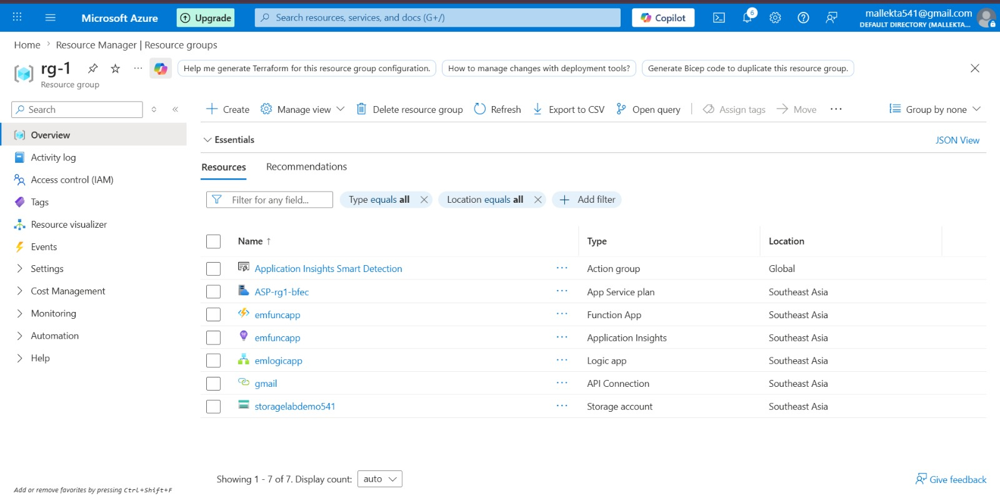 Microsoft Azure
Upgrade
Search resources, services, and docs (G+/)
Copilot
6
mallekta541@gmail.com
DEFAULT DIRECTORY (MALLEKTA...
Home > Resource Manager | Resource groups
rg-1
...
Help me generate Terraform for this resource group configuration.
How to manage changes with deployment tools?
Generate Bicep code to duplicate this resource group.
Resource group
Search
Overview
Activity log
Access control (IAM)
Tags
Resource visualizer
Events
Settings
Cost Management
Monitoring
Automation
Help
Add or remove favorites by pressing Ctrl+Shift+F
Create
Manage view
Delete resource group
Refresh
Export to CSV
Open query
Assign tags
Move
...
Group by none
Essentials
JSON View
Resources Recommendations
Filter for any field...
Type equals all
Location equals all
Add filter
Name ↑ Type Location
Application Insights Smart Detection ... Action group Global
ASP-rg1-bfec ... App Service plan Southeast Asia
emfuncapp ... Function App Southeast Asia
emfuncapp ... Application Insights Southeast Asia
emlogicapp ... Logic app Southeast Asia
gmail ... API Connection Southeast Asia
storagelabdemo541 ... Storage account Southeast Asia
Showing 1 - 7 of 7. Display count: auto
Give feedback